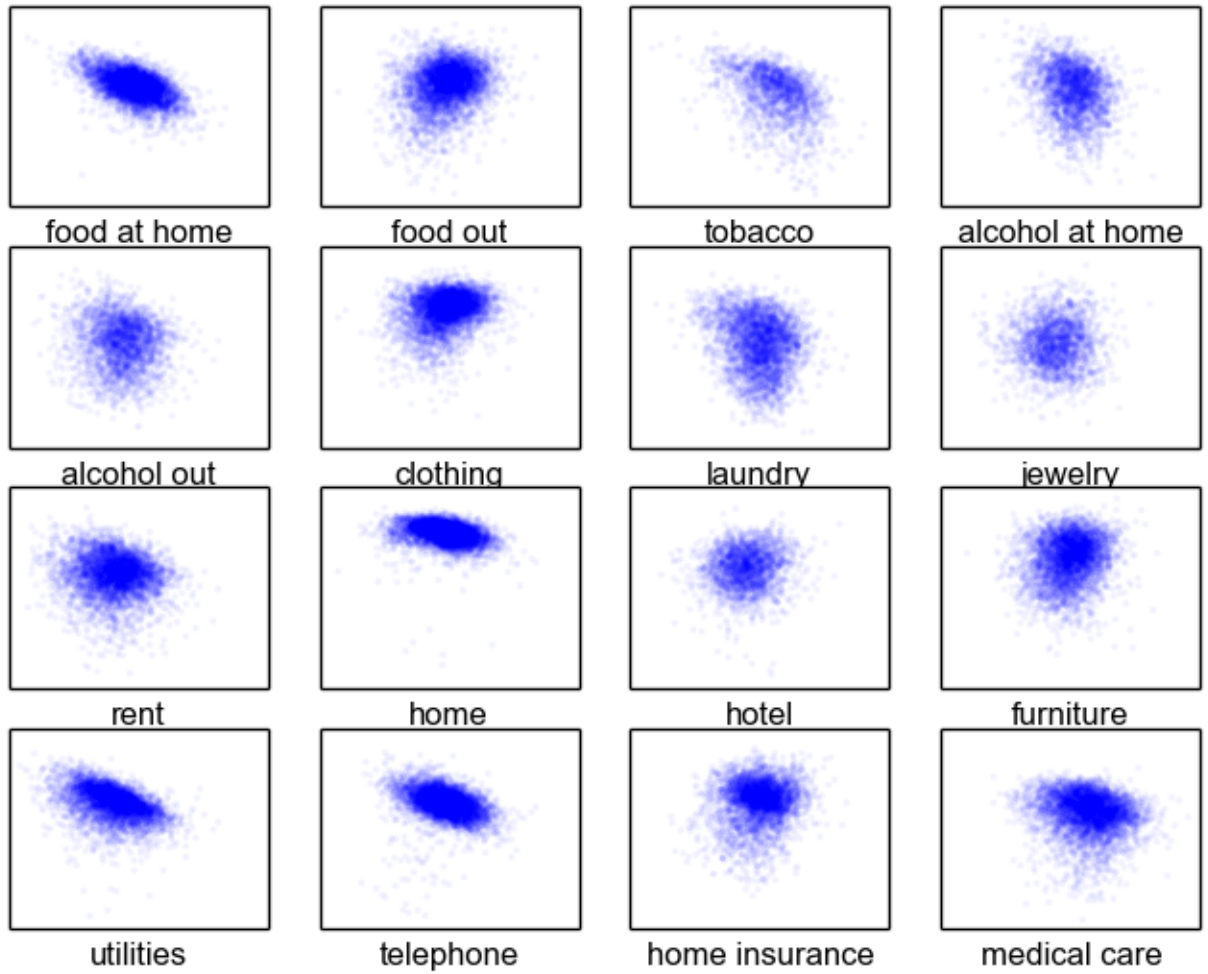 food at home
food out
tobacco
alcohol at home
alcohol out
clothing
laundry
jewelry
rent
home
hotel
furniture
utilities
telephone
home insurance
medical care